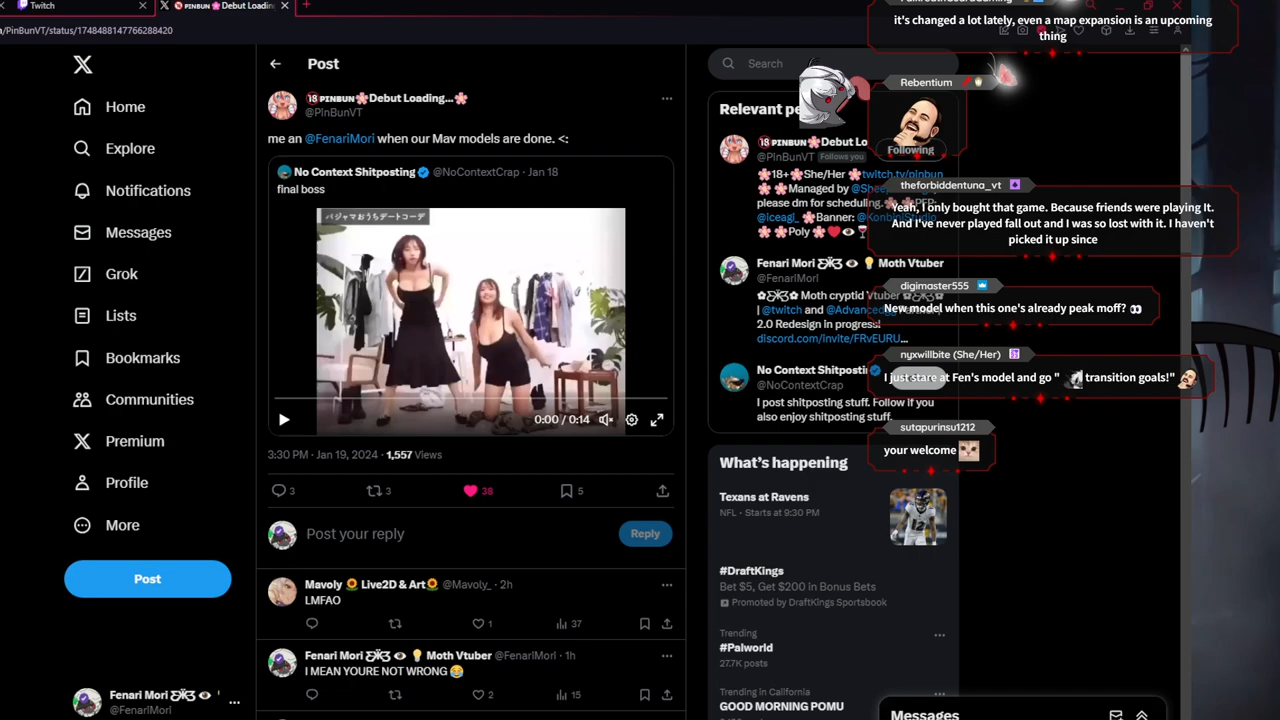 Twitch
PINBUN🌸Debut Loadin
/PinBunVT/status/1748488147766288420
Home
Explore
Notifications
Messages
Grok
Lists
Bookmarks
Communities
Premium
Profile
More
Post
Fenari Mori
@FenariMori
Post
🔞PINBUN🌸Debut Loading...🌸
@PinBunVT
me an @FenariMori when our Mav models are done. <:
No Context Shitposting @NoContextCrap · Jan 18
final boss
パジャマおうちデートコーデ
0:00 / 0:14
3:30 PM · Jan 19, 2024 · 1,557 Views
3 3 38 5
Post your reply
Reply
Mavoly 🌻 Live2D & Art🌻 @Mavoly_ · 2h
LMFAO
1 37
Fenari Mori Ƹ̵̡Ӝ̵̨̄Ʒ 👁 💡 Moth Vtuber @FenariMori · 1h
I MEAN YOURE NOT WRONG 😂
2 15
Search
Relevant pe
🔞PINBUN🌸Debut Lo
@PinBunVT Follows you
🌸18+🌸She/Her 🌸twitch.tv/pinbun
🌸 🌸Managed by
please dm for scheduling.
@iceagi_ 🌸Banner: @KonbiniStudio
🌸 🌸Poly 🌸❤👁🍷
Following
Fenari Mori Ƹ̵̡Ӝ̵̨̄Ʒ 👁 💡 Moth Vtuber
@FenariMori
Moth cryptid Vtuber
| @twitch and
2.0 Redesign in progress!
discord.com/invite/FRvEURU...
No Context Shitposti
@NoContextCrap
I post shitposting stuff. Follow if you
also enjoy shitposting stuff.
What's happening
Texans at Ravens
NFL · Starts at 9:30 PM
#DraftKings
Bet $5, Get $200 in Bonus Bets
Promoted by DraftKings Sportsbook
Trending
#Palworld
27.7K posts
Trending in California
GOOD MORNING POMU
Messages
it's changed a lot lately, even a map expansion is an upcoming
thing
Rebentium
theforbiddentuna_vt
Yeah, I only bought that game. Because friends were playing It.
And I've never played fall out and I was so lost with it. I haven't
picked it up since
digimaster555
New model when this one's already peak moff? 👀
nyxwillbite (She/Her)
I just stare at Fen's model and go " transition goals!"
sutapurinsu1212
your welcome